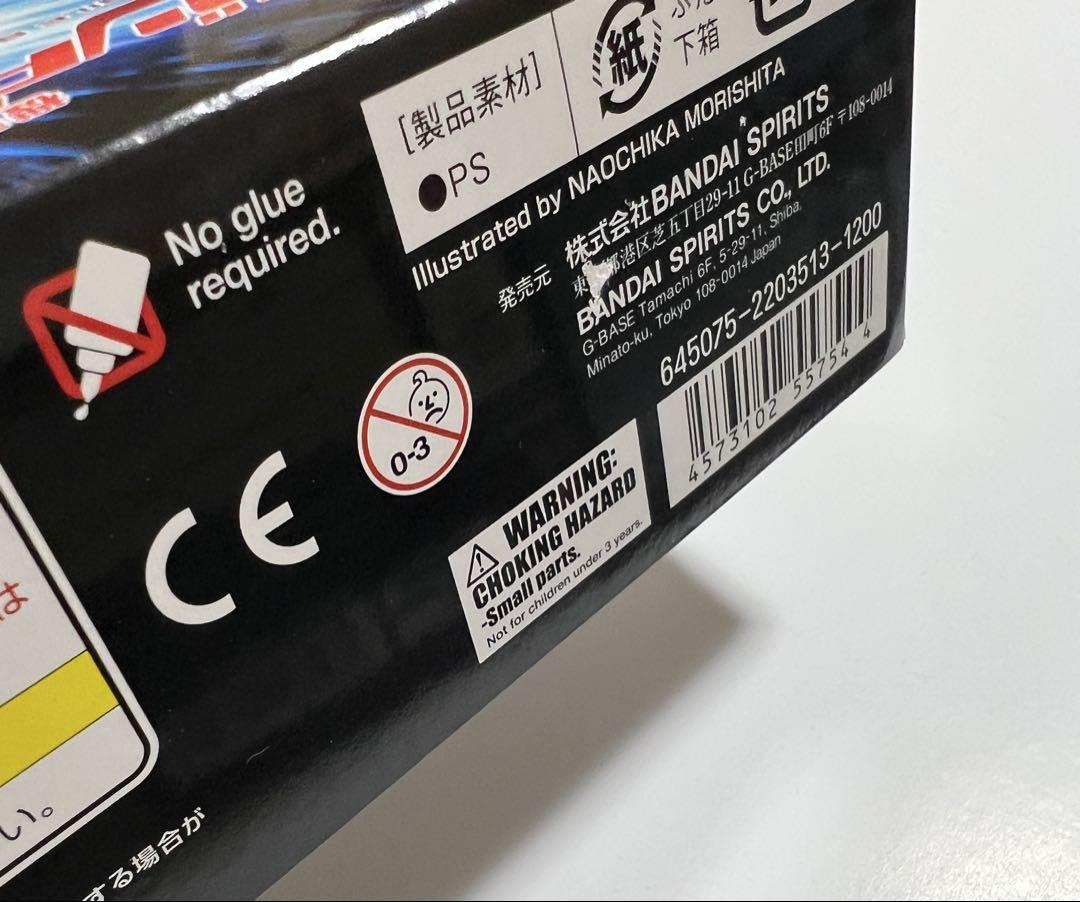 [製品素材]
●PS
紙
下箱
Illustrated by NAOCHIKA MORISHITA
発売元
株式会社BANDAI SPIRITS
東 都港区芝五丁目29-11 G-BASE田町6F 〒108-0014
BANDAI SPIRITS CO., LTD.
G-BASE Tamachi 6F, 5-29-11, Shiba,
Minato-ku, Tokyo 108-0014 Japan
645075-2203513-1200
4573102 55754 4
No glue
required.
0-3
CE
WARNING:
CHOKING HAZARD
-Small parts.
Not for children under 3 years.
は
い。
する場合が